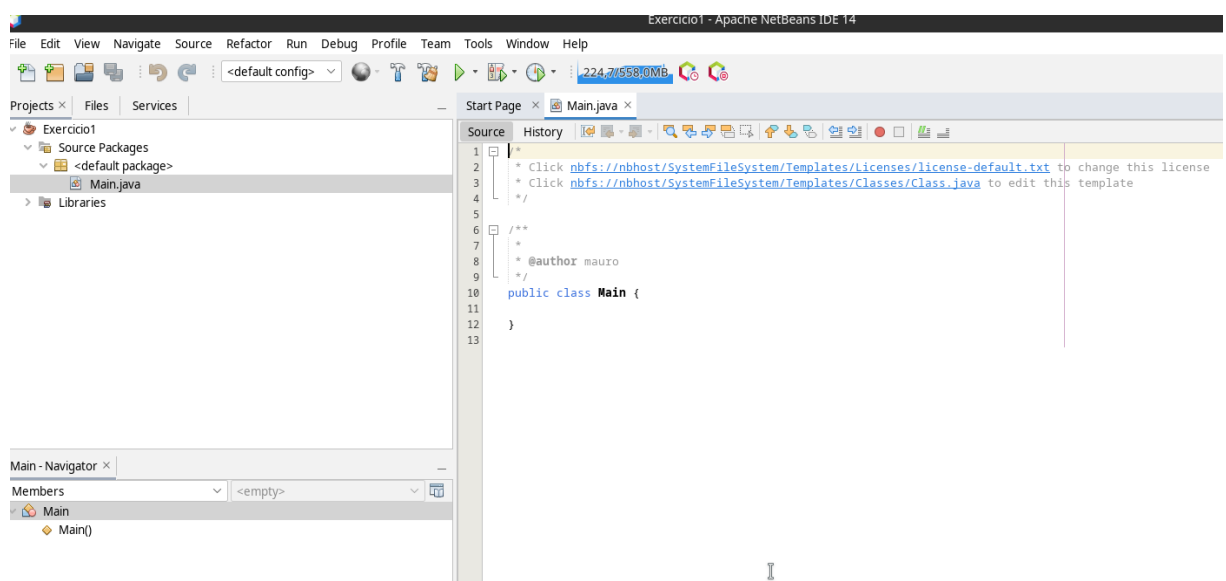 Exercicio1 - Apache NetBeans IDE 14
File Edit View Navigate Source Refactor Run Debug Profile Team Tools Window Help
<default config> 224,7/558,0MB
Projects Files Services
Start Page Main.java
Exercicio1
Source Packages
<default package>
Main.java
Libraries
Source History
1 /*
2 * Click nbfs://nbhost/SystemFileSystem/Templates/Licenses/license-default.txt to change this license
3 * Click nbfs://nbhost/SystemFileSystem/Templates/Classes/Class.java to edit this template
4 */
5
6 /**
7 *
8 * @author mauro
9 */
10 public class Main {
11
12 }
13
Main - Navigator
Members <empty>
Main
Main()